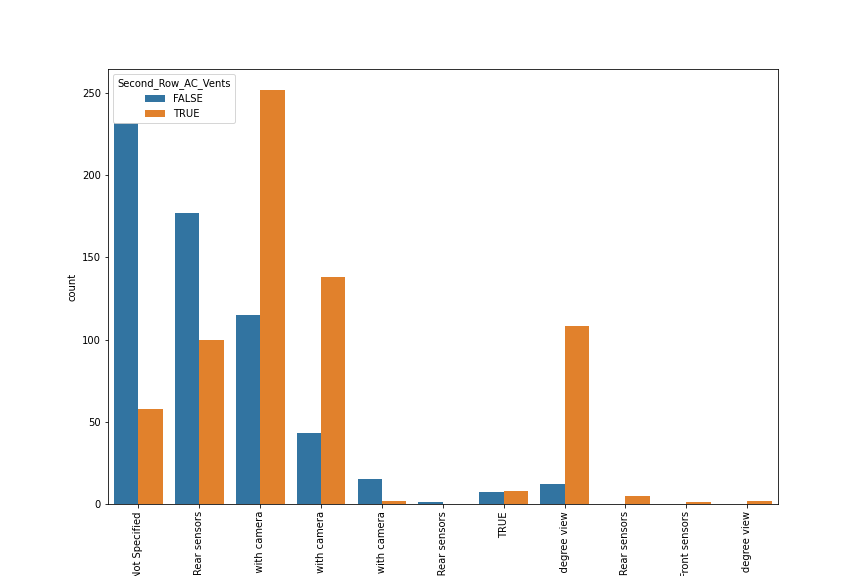 Second_Row_AC_Vents
FALSE
TRUE
count
250
200
150
100
50
0
Not Specified
Rear sensors
with camera
with camera
with camera
Rear sensors
TRUE
degree view
Rear sensors
Front sensors
degree view